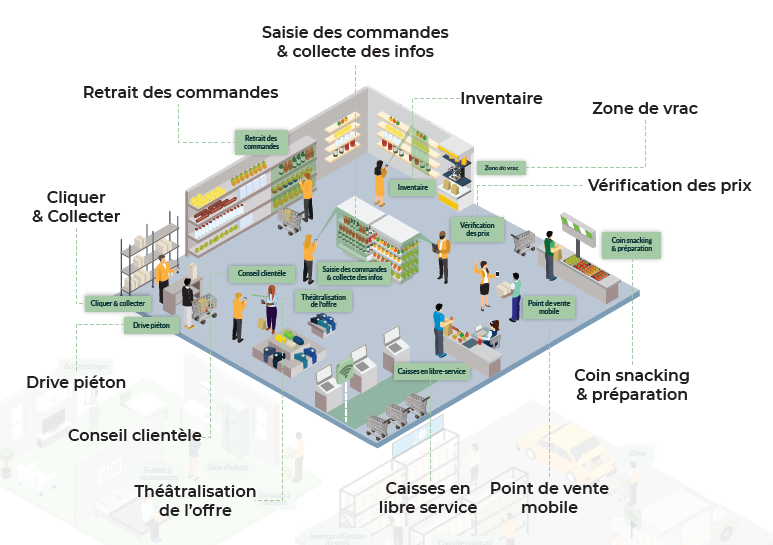 Saisie des commandes
& collecte des infos
Retrait des commandes
Inventaire
Zone de vrac
Retrait des
commandes
Zone de vrac
Inventaire
Vérification des prix
Cliquer
& Collecter
Vérification
des prix
Coin snacking
& préparation
Conseil clientèle
Saisie des commandes
& collecte des infos
Cliquer & collecter
Théâtralisation
de l'offre
Point de vente
mobile
Drive piéton
Caisses en libre-service
Drive piéton
Coin snacking
& préparation
Conseil clientèle
Théâtralisation
de l'offre
Caisses en
libre service
Point de vente
mobile
Drive